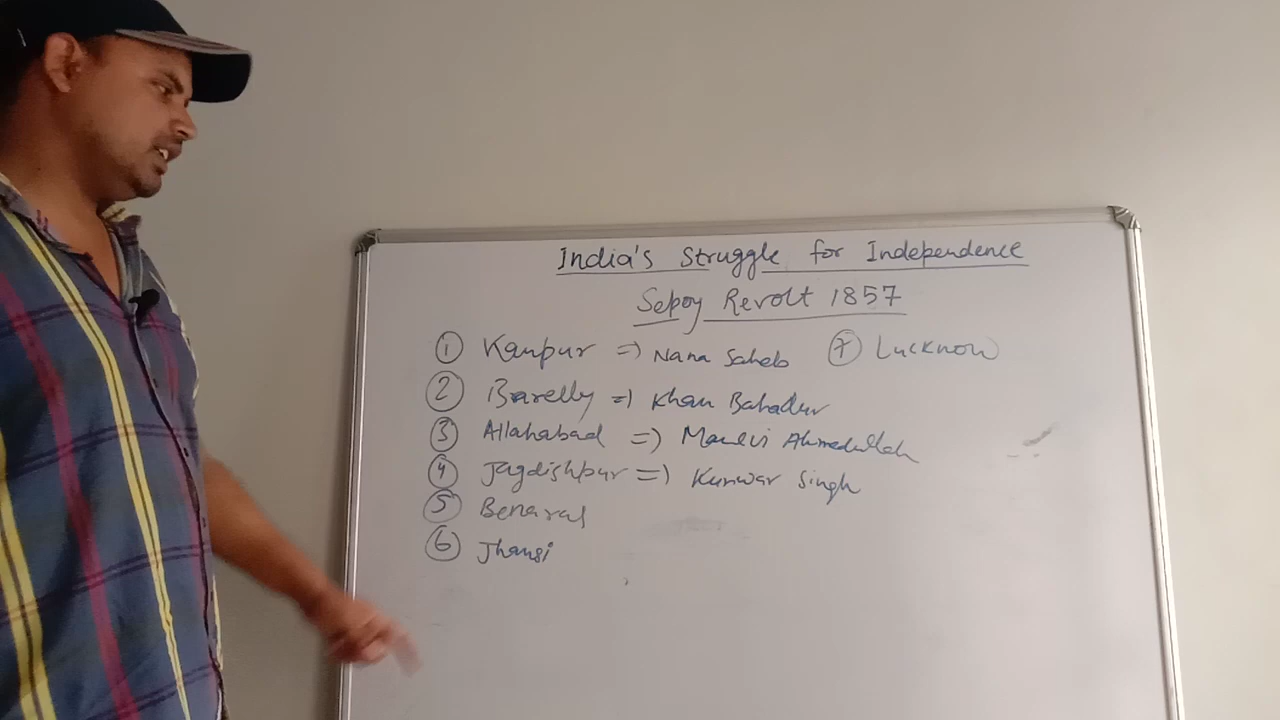 India's Struggle for Independence
Sepoy Revolt 1857
① Kanpur => Nana Saheb ⑦ Lucknow
② Barelly => Khan Bahadur
③ Allahabad => Maulvi Ahmedullah
④ Jagdishpur => Kunwar Singh
⑤ Benaras
⑥ Jhansi